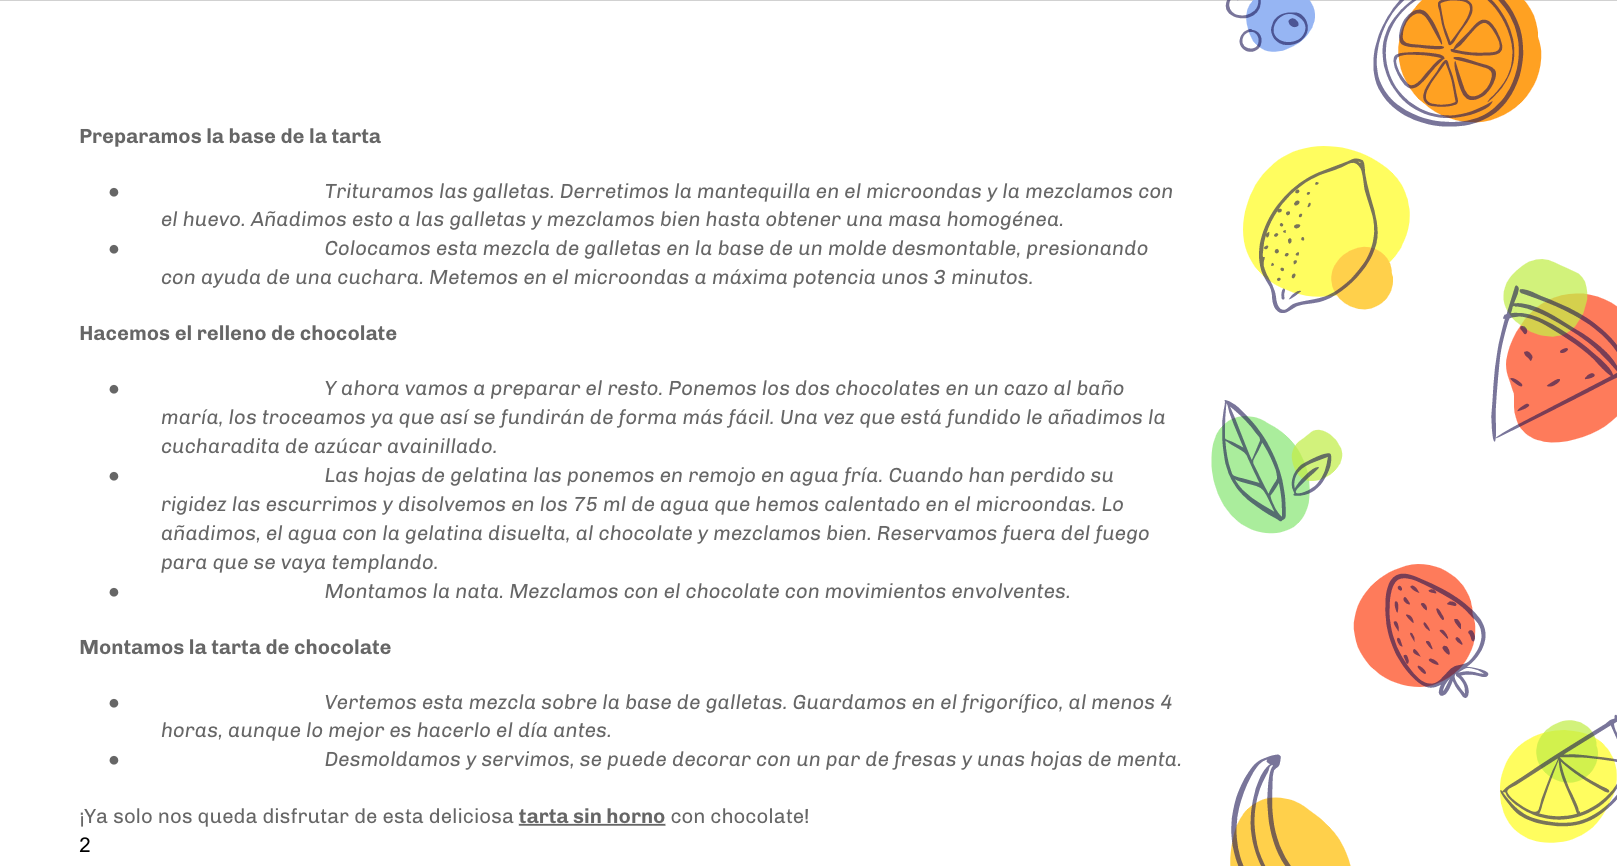 Preparamos la base de la tarta
● Trituramos las galletas. Derretimos la mantequilla en el microondas y la mezclamos con
el huevo. Añadimos esto a las galletas y mezclamos bien hasta obtener una masa homogénea.
● Colocamos esta mezcla de galletas en la base de un molde desmontable, presionando
con ayuda de una cuchara. Metemos en el microondas a máxima potencia unos 3 minutos.
Hacemos el relleno de chocolate
● Y ahora vamos a preparar el resto. Ponemos los dos chocolates en un cazo al baño
maría, los troceamos ya que así se fundirán de forma más fácil. Una vez que está fundido le añadimos la
cucharadita de azúcar avainillado.
● Las hojas de gelatina las ponemos en remojo en agua fría. Cuando han perdido su
rigidez las escurrimos y disolvemos en los 75 ml de agua que hemos calentado en el microondas. Lo
añadimos, el agua con la gelatina disuelta, al chocolate y mezclamos bien. Reservamos fuera del fuego
para que se vaya templando.
● Montamos la nata. Mezclamos con el chocolate con movimientos envolventes.
Montamos la tarta de chocolate
● Vertemos esta mezcla sobre la base de galletas. Guardamos en el frigorífico, al menos 4
horas, aunque lo mejor es hacerlo el día antes.
● Desmoldamos y servimos, se puede decorar con un par de fresas y unas hojas de menta.
¡Ya solo nos queda disfrutar de esta deliciosa tarta sin horno con chocolate!
2